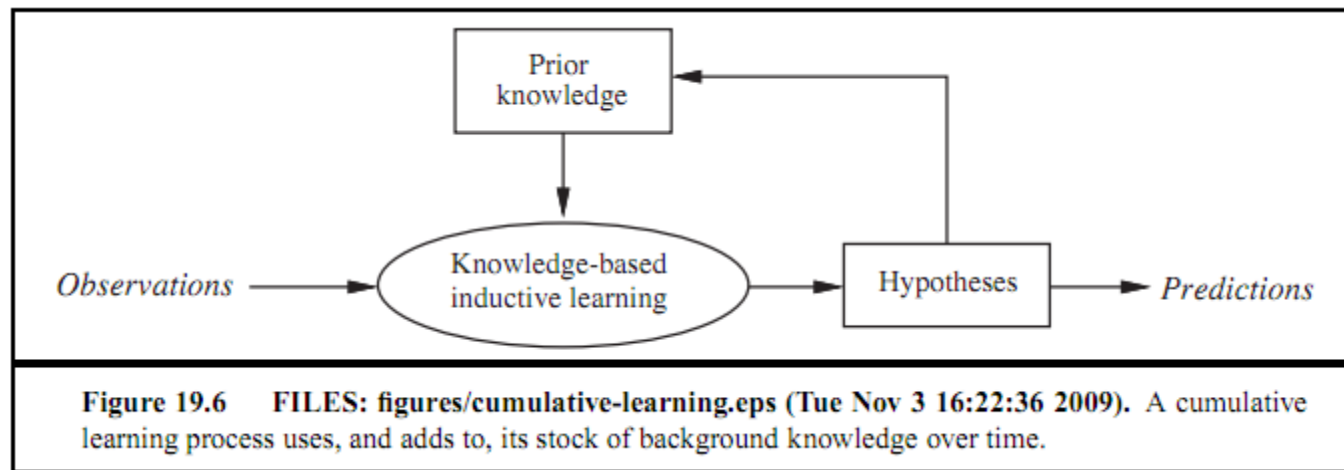 Prior
knowledge
Observations
Knowledge-based
inductive learning
Hypotheses
Predictions
Figure 19.6 FILES: figures/cumulative-learning.eps (Tue Nov 3 16:22:36 2009). A cumulative
learning process uses, and adds to, its stock of background knowledge over time.